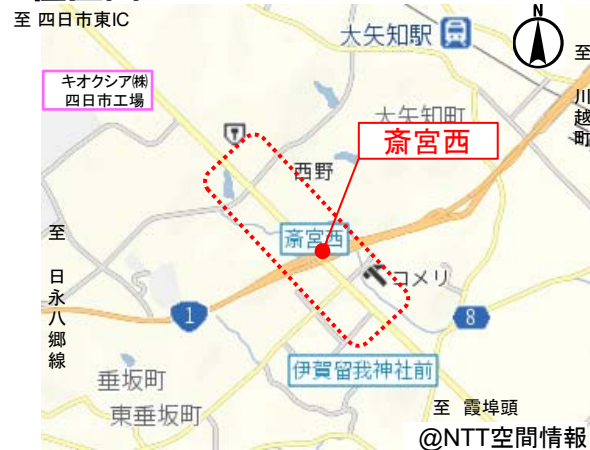 至 四日市東IC
大矢知駅
N
至
川越町
キオクシア㈱
四日市工場
大矢知町
斎宮西
西野
斎宮西
至
日永八郷線
コメリ
1
8
伊賀留我神社前
垂坂町
東垂坂町
至 霞埠頭
@NTT空間情報